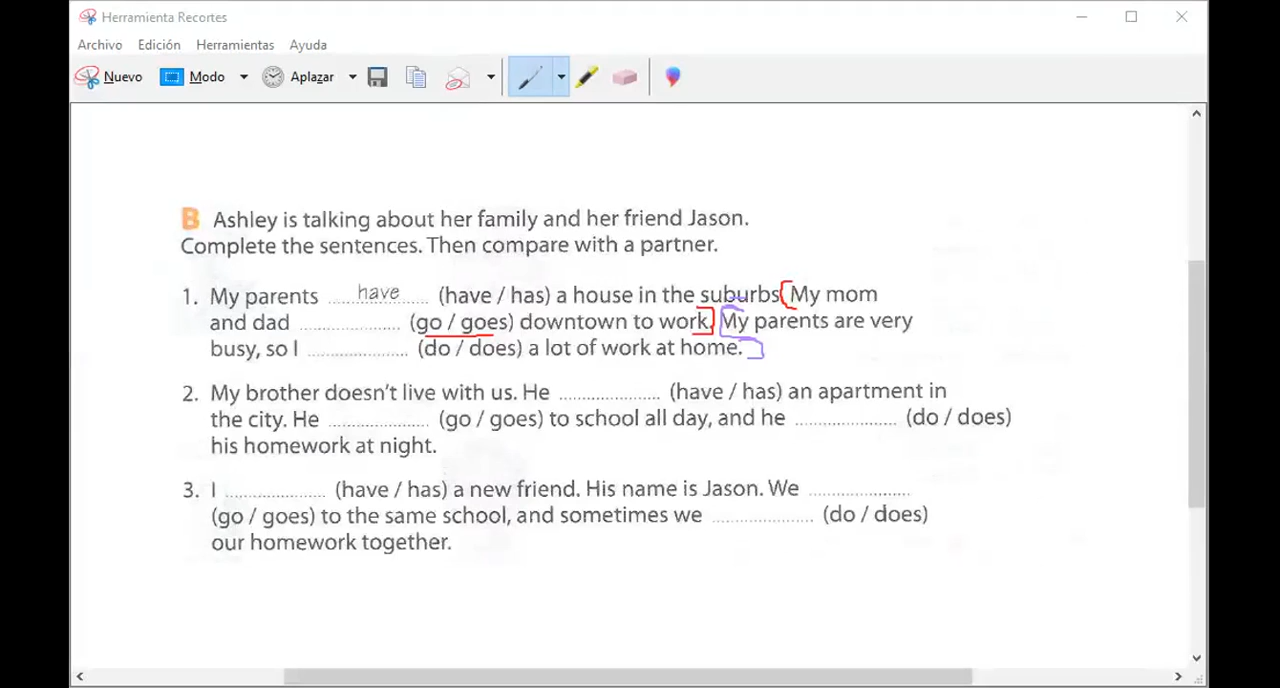 Herramienta Recortes
Archivo Edición Herramientas Ayuda
Nuevo Modo Aplazar
B Ashley is talking about her family and her friend Jason.
Complete the sentences. Then compare with a partner.
1. My parents have (have / has) a house in the suburbs. My mom
and dad .................... (go / goes) downtown to work. My parents are very
busy, so I .................... (do / does) a lot of work at home.
2. My brother doesn't live with us. He .................... (have / has) an apartment in
the city. He .................... (go / goes) to school all day, and he .................... (do / does)
his homework at night.
3. I .................... (have / has) a new friend. His name is Jason. We ....................
(go / goes) to the same school, and sometimes we .................... (do / does)
our homework together.